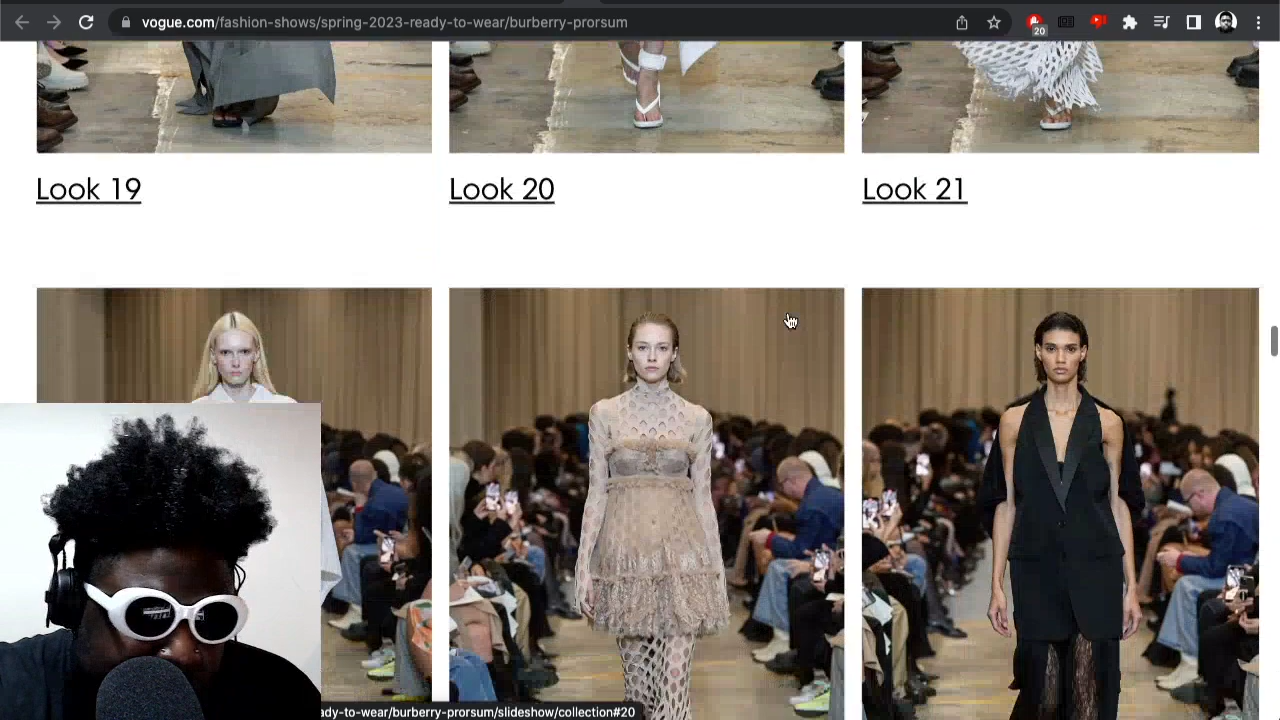 vogue.com/fashion-shows/spring-2023-ready-to-wear/burberry-prorsum
20
Look 19
Look 20
Look 21
ady-to-wear/burberry-prorsum/slideshow/collection#20